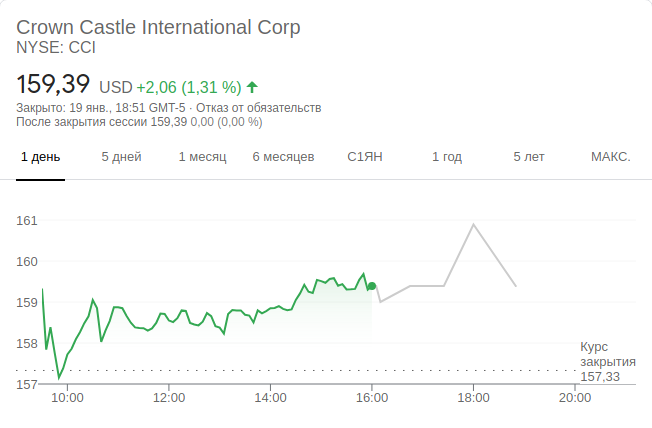 Crown Castle International Corp
NYSE: CCI
159,39 USD +2,06 (1,31 %)
Закрыто: 19 янв., 18:51 GMT-5 · Отказ от обязательств
После закрытия сессии 159,39 0,00 (0,00 %)
1 день 5 дней 1 месяц 6 месяцев С1ЯН 1 год 5 лет МАКС.
161
160
159
158
157
Курс
закрытия
157,33
10:00 12:00 14:00 16:00 18:00 20:00